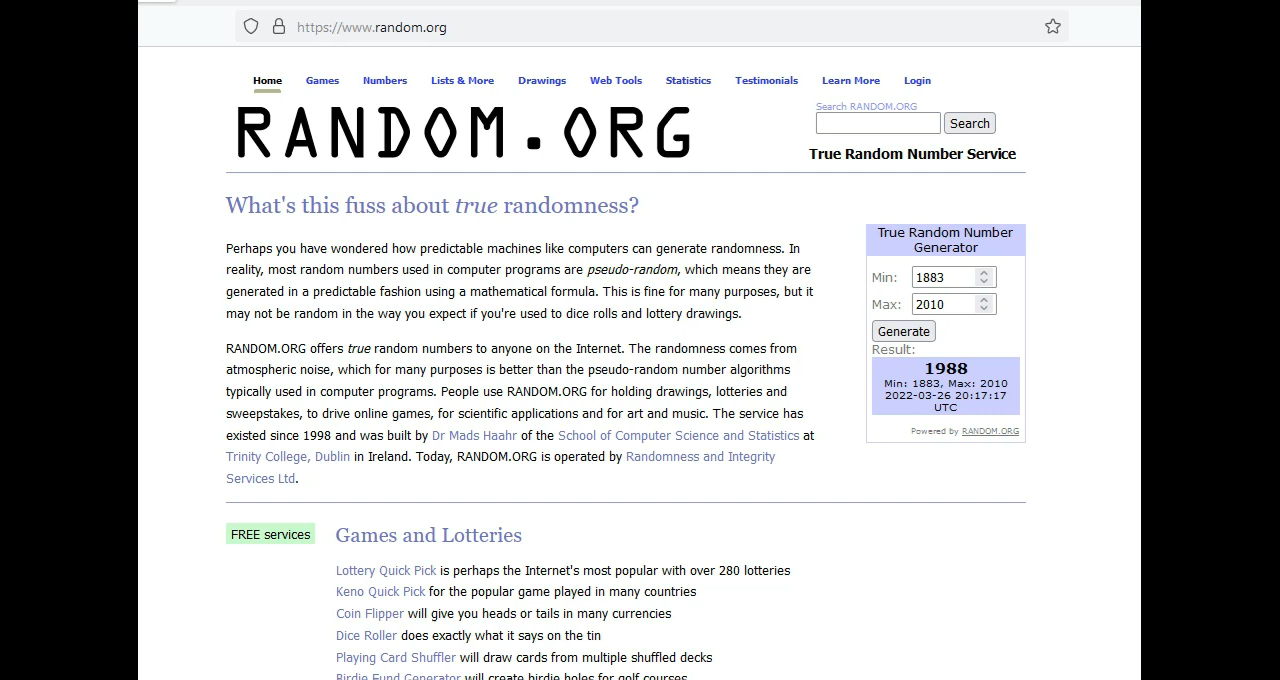 https://www.random.org
Home Games Numbers Lists & More Drawings Web Tools Statistics Testimonials Learn More Login
RANDOM.ORG
Search RANDOM.ORG
Search
True Random Number Service
What's this fuss about true randomness?
Perhaps you have wondered how predictable machines like computers can generate randomness. In
reality, most random numbers used in computer programs are pseudo-random, which means they are
generated in a predictable fashion using a mathematical formula. This is fine for many purposes, but it
may not be random in the way you expect if you're used to dice rolls and lottery drawings.
RANDOM.ORG offers true random numbers to anyone on the Internet. The randomness comes from
atmospheric noise, which for many purposes is better than the pseudo-random number algorithms
typically used in computer programs. People use RANDOM.ORG for holding drawings, lotteries and
sweepstakes, to drive online games, for scientific applications and for art and music. The service has
existed since 1998 and was built by Dr Mads Haahr of the School of Computer Science and Statistics at
Trinity College, Dublin in Ireland. Today, RANDOM.ORG is operated by Randomness and Integrity
Services Ltd.
True Random Number
Generator
Min: 1883
Max: 2010
Generate
Result:
1988
Min: 1883, Max: 2010
2022-03-26 20:17:17
UTC
Powered by RANDOM.ORG
FREE services
Games and Lotteries
Lottery Quick Pick is perhaps the Internet's most popular with over 280 lotteries
Keno Quick Pick for the popular game played in many countries
Coin Flipper will give you heads or tails in many currencies
Dice Roller does exactly what it says on the tin
Playing Card Shuffler will draw cards from multiple shuffled decks
Birdie Fund Generator will create birdie holes for golf courses